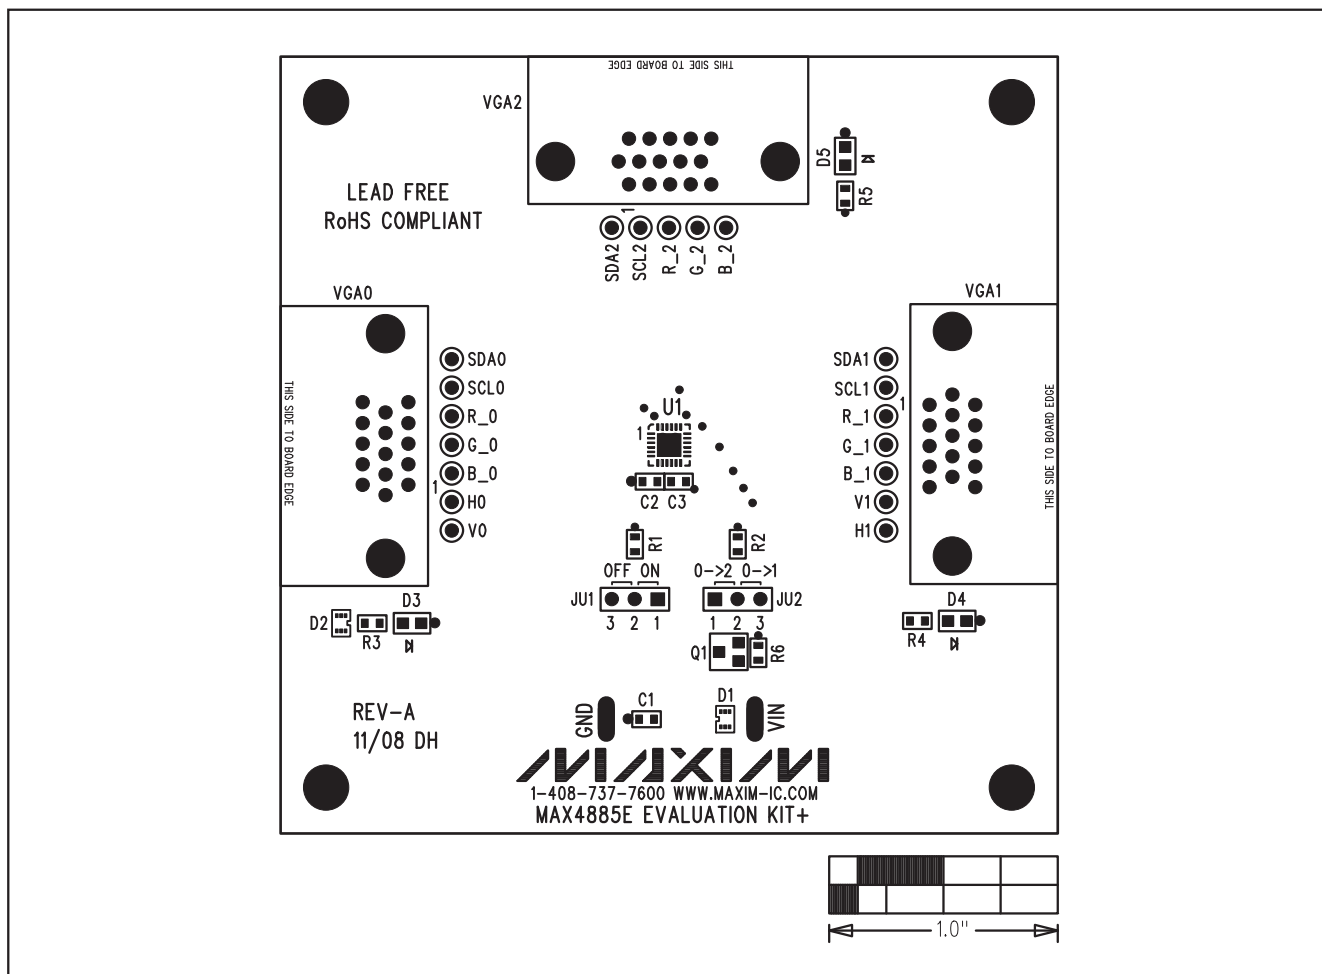 THIS SIDE TO BOARD EDGE
VGA2
D5
R5
LEAD FREE
RoHS COMPLIANT
1
SDA2
SCL2
R_2
G_2
B_2
VGA0
VGA1
THIS SIDE TO BOARD EDGE
SDA0
SCL0
R_0
G_0
B_0
1
H0
V0
SDA1
SCL1
1
R_1
G_1
B_1
V1
H1
THIS SIDE TO BOARD EDGE
U1
1
C2 C3
R1
R2
OFF ON
0->2 0->1
JU1
JU2
3 2 1
1 2 3
D3
D2
R3
D4
R4
Q1
R6
GND
C1
D1
VIN
REV-A
11/08 DH
MAXIM
1-408-737-7600 WWW.MAXIM-IC.COM
MAX4885E EVALUATION KIT+
1.0"